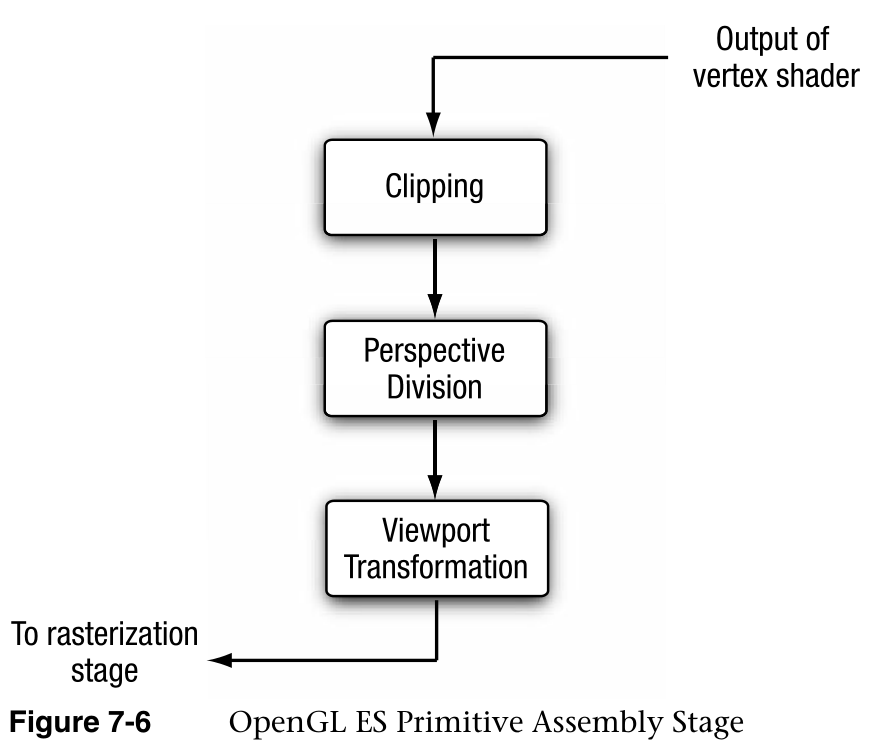 Output of
vertex shader
Clipping
Perspective
Division
Viewport
Transformation
To rasterization
stage
Figure 7-6 OpenGL ES Primitive Assembly Stage